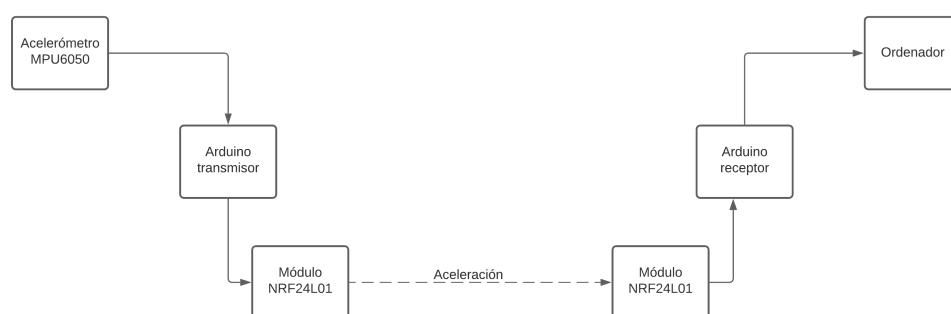 Acelerómetro
MPU6050
Ordenador
Arduino
transmisor
Arduino
receptor
Módulo
NRF24L01
Aceleración
Módulo
NRF24L01